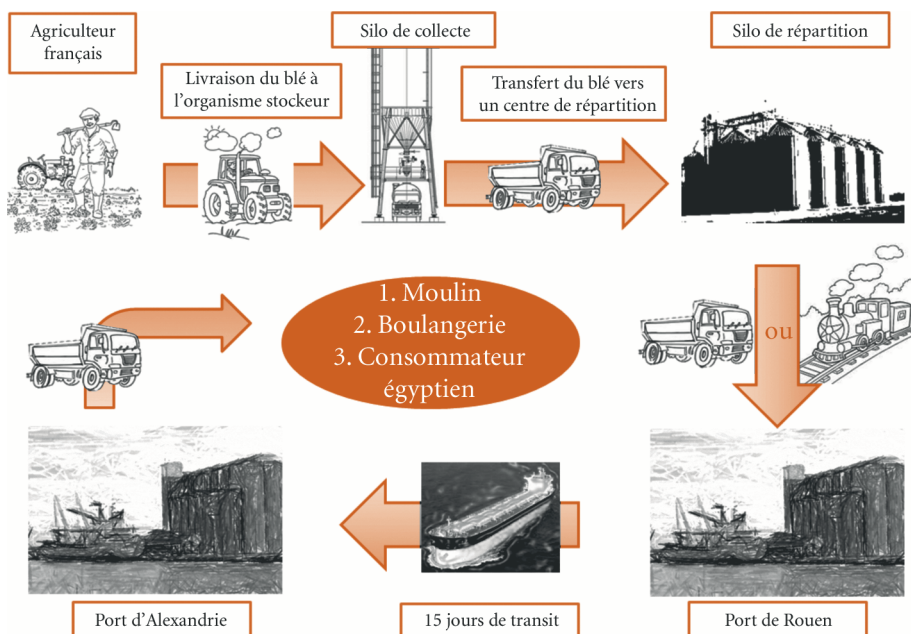 Agriculteur
français
Livraison du blé à
l'organisme stockeur
Silo de collecte
Transfert du blé vers
un centre de répartition
Silo de répartition
ou
1. Moulin
2. Boulangerie
3. Consommateur
égyptien
Port d'Alexandrie
15 jours de transit
Port de Rouen